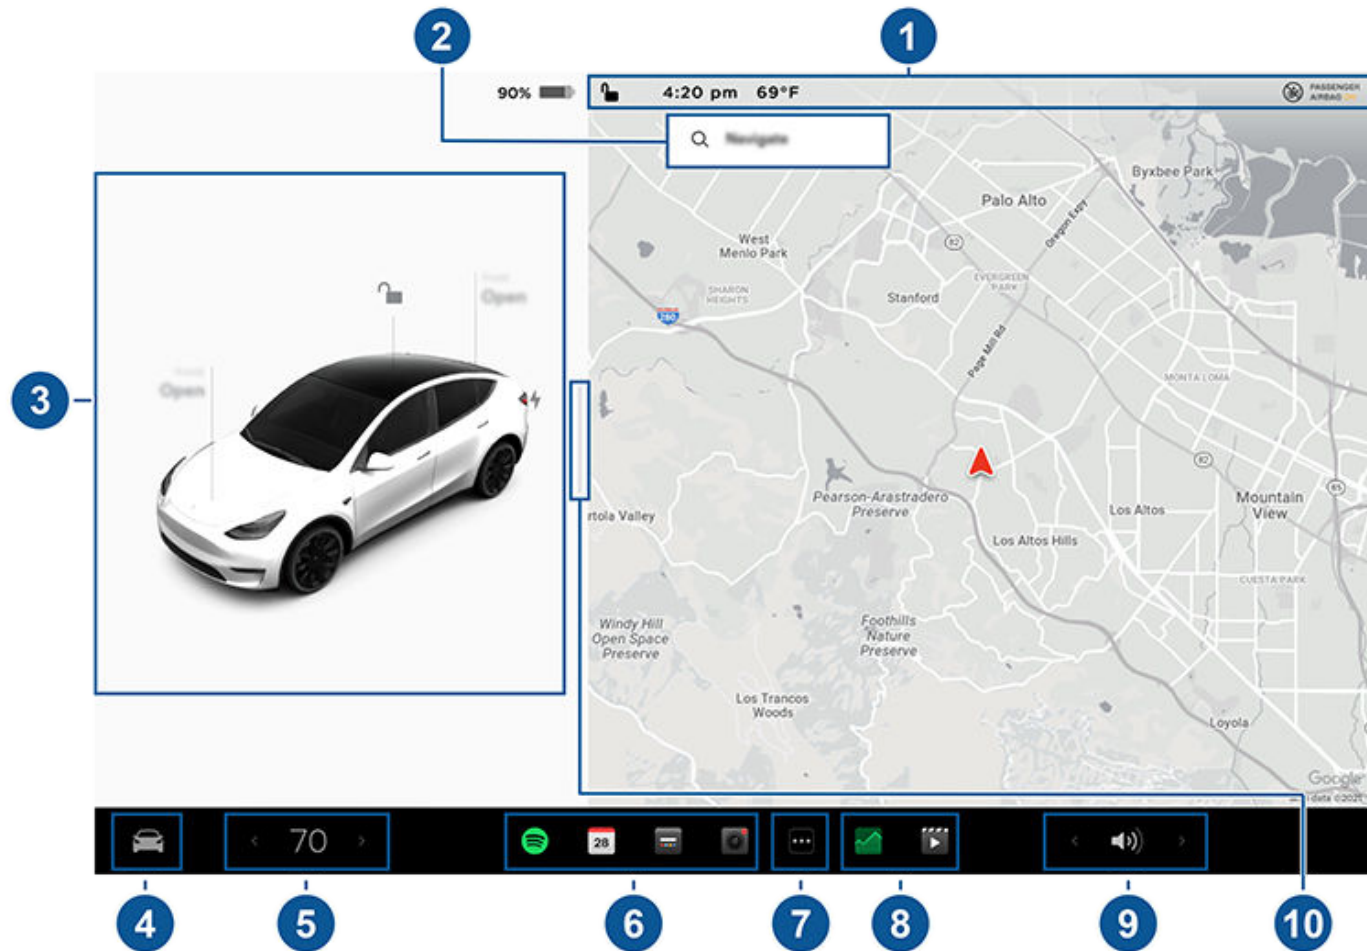 2
1
90%
4:20 pm 69°F
PASSENGER
AIRBAG
Byxbee Park
Palo Alto
Oregon Expy
82
West
Menlo Park
EVERGREEN
PARK
SHARON
HEIGHTS
Stanford
280
Page Mill Rd
MONTA LOMA
3
82
85
Pearson-Arastradero
Preserve
Mountain
View
Los Altos
rtola Valley
Los Altos Hills
CUESTA PARK
Windy Hill
Open Space
Preserve
Foothills
Nature
Preserve
Los Trancos
Woods
Loyola
Google
data ©202
70
28
4
5
6
7
8
9
10